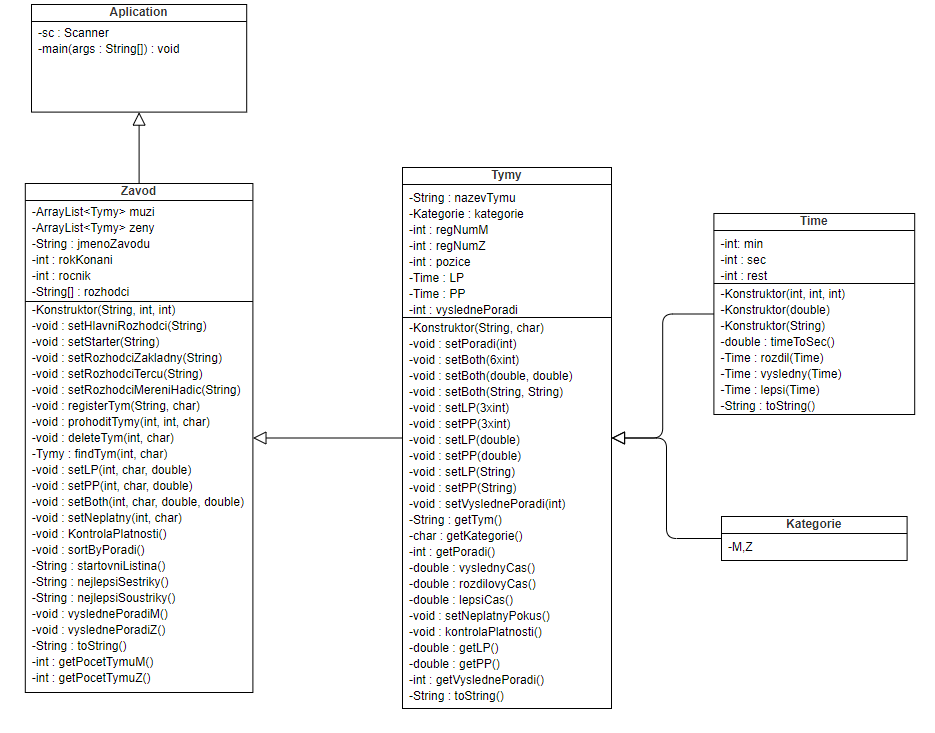 Aplication
-sc : Scanner
-main(args : String[]) : void
Zavod
-ArrayList<Tymy> muzi
-ArrayList<Tymy> zeny
-String : jmenoZavodu
-int : rokKonani
-int : rocnik
-String[] : rozhodci
-Konstruktor(String, int, int)
-void : setHlavniRozhodci(String)
-void : setStarter(String)
-void : setRozhodciZakladny(String)
-void : setRozhodciTercu(String)
-void : setRozhodciMereniHadic(String)
-void : registerTym(String, char)
-void : prohoditTymy(int, int, char)
-void : deleteTym(int, char)
-Tymy : findTym(int, char)
-void : setLP(int, char, double)
-void : setPP(int, char, double)
-void : setBoth(int, char, double, double)
-void : setNeplatny(int, char)
-void : KontrolaPlatnosti()
-void : sortByPoradi()
-String : startovniListina()
-String : nejlepsiSestriky()
-String : nejlepsiSoustriky()
-void : vyslednePoradiM()
-void : vyslednePoradiZ()
-String : toString()
-int : getPocetTymuM()
-int : getPocetTymuZ()
Tymy
-String : nazevTymu
-Kategorie : kategorie
-int : regNumM
-int : regNumZ
-int : pozice
-Time : LP
-Time : PP
-int : vyslednePoradi
-Konstruktor(String, char)
-void : setPoradi(int)
-void : setBoth(6xint)
-void : setBoth(double, double)
-void : setBoth(String, String)
-void : setLP(3xint)
-void : setPP(3xint)
-void : setLP(double)
-void : setPP(double)
-void : setLP(String)
-void : setPP(String)
-void : setVyslednePoradi(int)
-String : getTym()
-char : getKategorie()
-int : getPoradi()
-double : vyslednyCas()
-double : rozdilovyCas()
-double : lepsiCas()
-void : setNeplatnyPokus()
-void : kontrolaPlatnosti()
-double : getLP()
-double : getPP()
-int : getVyslednePoradi()
-String : toString()
Time
-int: min
-int : sec
-int : rest
-Konstruktor(int, int, int)
-Konstruktor(double)
-Konstruktor(String)
-double : timeToSec()
-Time : rozdil(Time)
-Time : vysledny(Time)
-Time : lepsi(Time)
-String : toString()
Kategorie
-M,Z